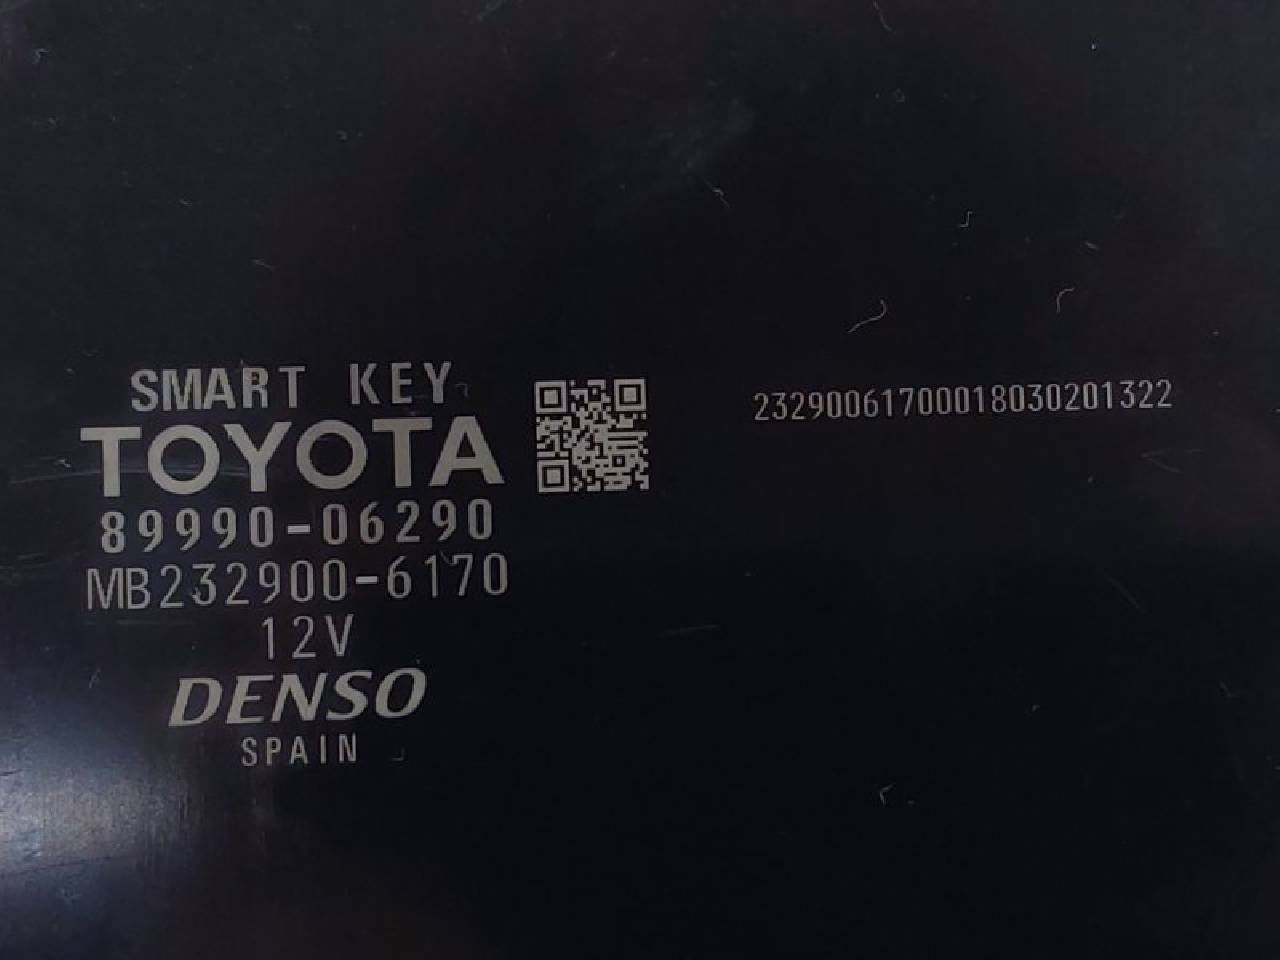 SMART KEY
TOYOTA
89990-06290
MB232900-6170
12V
DENSO
SPAIN
23290061700018030201322